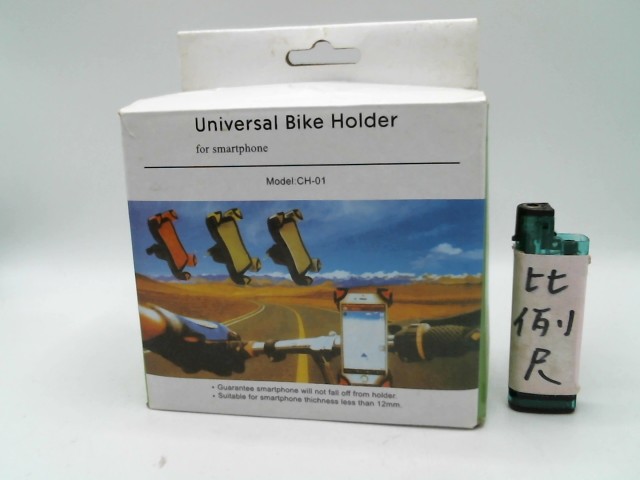 Universal Bike Holder
for smartphone
Model:CH-01
• Guarantee smartphone will not fall off from holder.
• Suitable for smartphone thichness less than 12mm.
比
例
尺